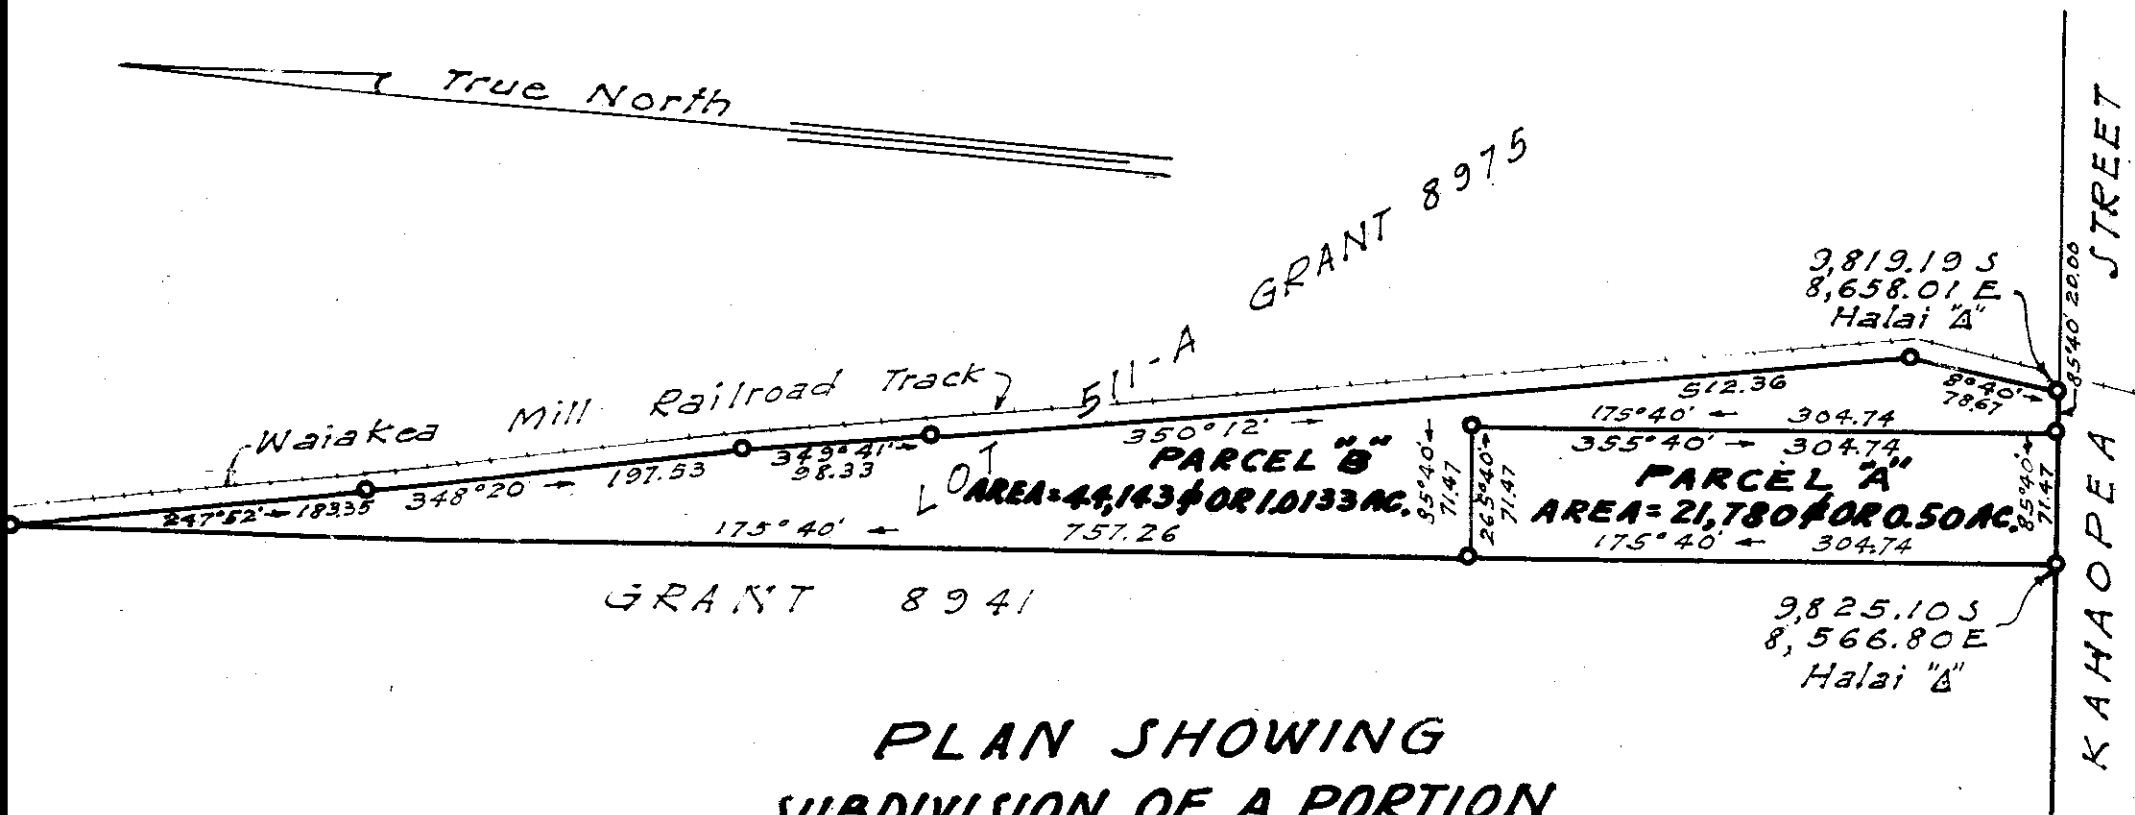 True North
GRANT 8975
9,819.19 S
8,658.01 E
Halai "Δ"
85°40' 20.00
KAHAOPEA STREET
Waiakea Mill Railroad Track
LOT 511-A
512.36
8°40'
78.67
175°40' 304.74
355°40' 304.74
350°12'
349°41'
98.33
197.53
348°20'
247°52' 183.35
PARCEL "B"
AREA=44,143⌀ OR 1.0133 AC.
85°40'
71.47
265°40'
71.47
PARCEL "A"
AREA=21,780⌀ OR 0.50 AC.
85°40'
71.47
175°40' 757.26
175°40' 304.74
GRANT 8941
9,825.10 S
8,566.80 E
Halai "Δ"
PLAN SHOWING
SUBDIVISION OF A PORTION